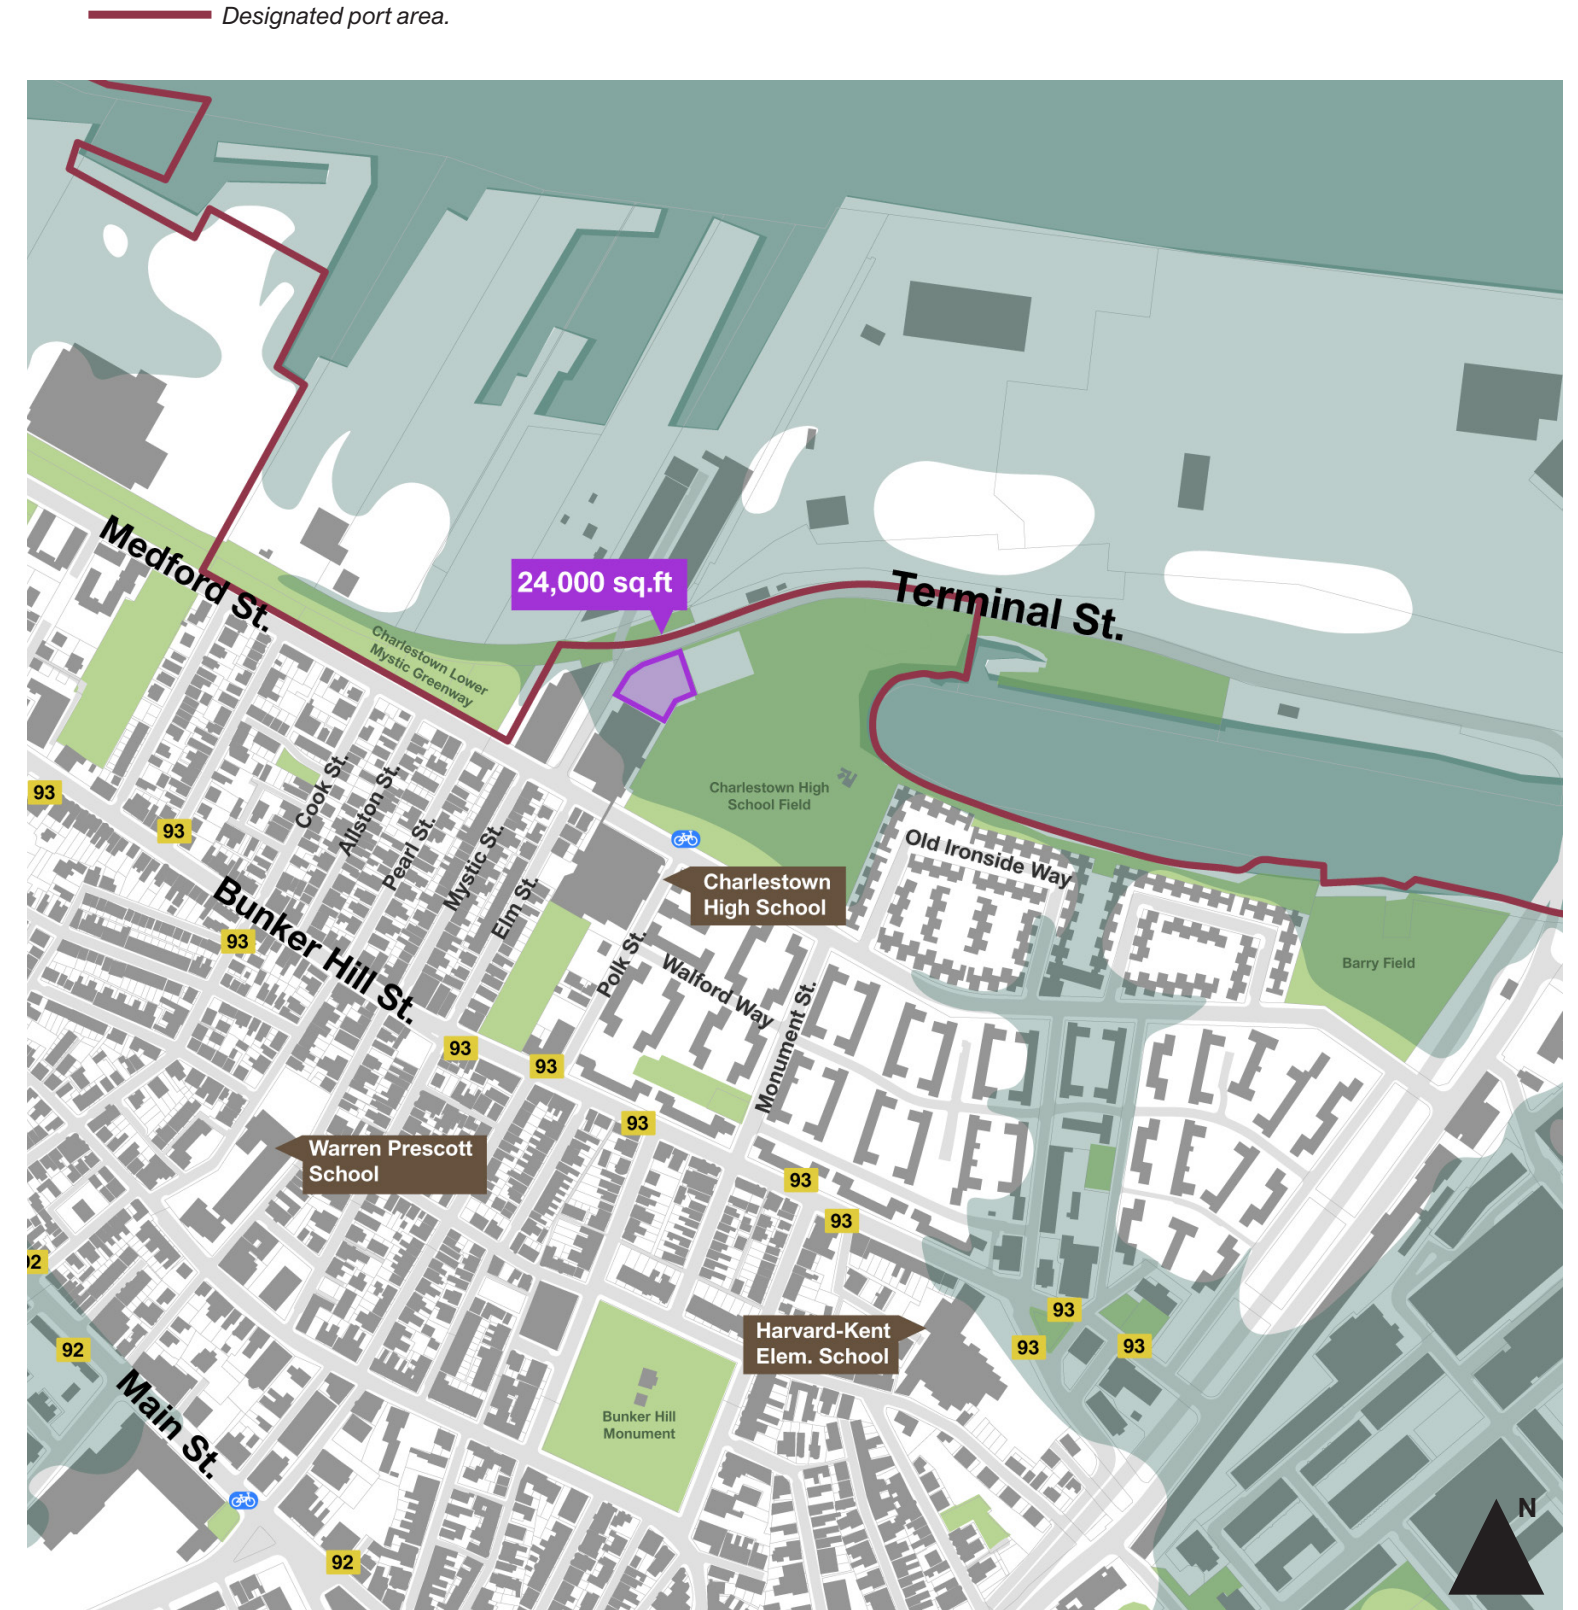 Designated port area.
Medford St.
Charlestown Lower
Mystic Greenway
24,000 sq.ft
Terminal St.
Cook St.
Allston St.
Pearl St.
Mystic St.
Elm St.
Charlestown High
School Field
Old Ironside Way
93
93
Bunker Hill St.
Charlestown
High School
93
Polk St.
Walford Way
Monument St.
Barry Field
93
93
93
Warren Prescott
School
93
93
92
92
Main St.
Harvard-Kent
Elem. School
93
93
93
Bunker Hill
Monument
92
N